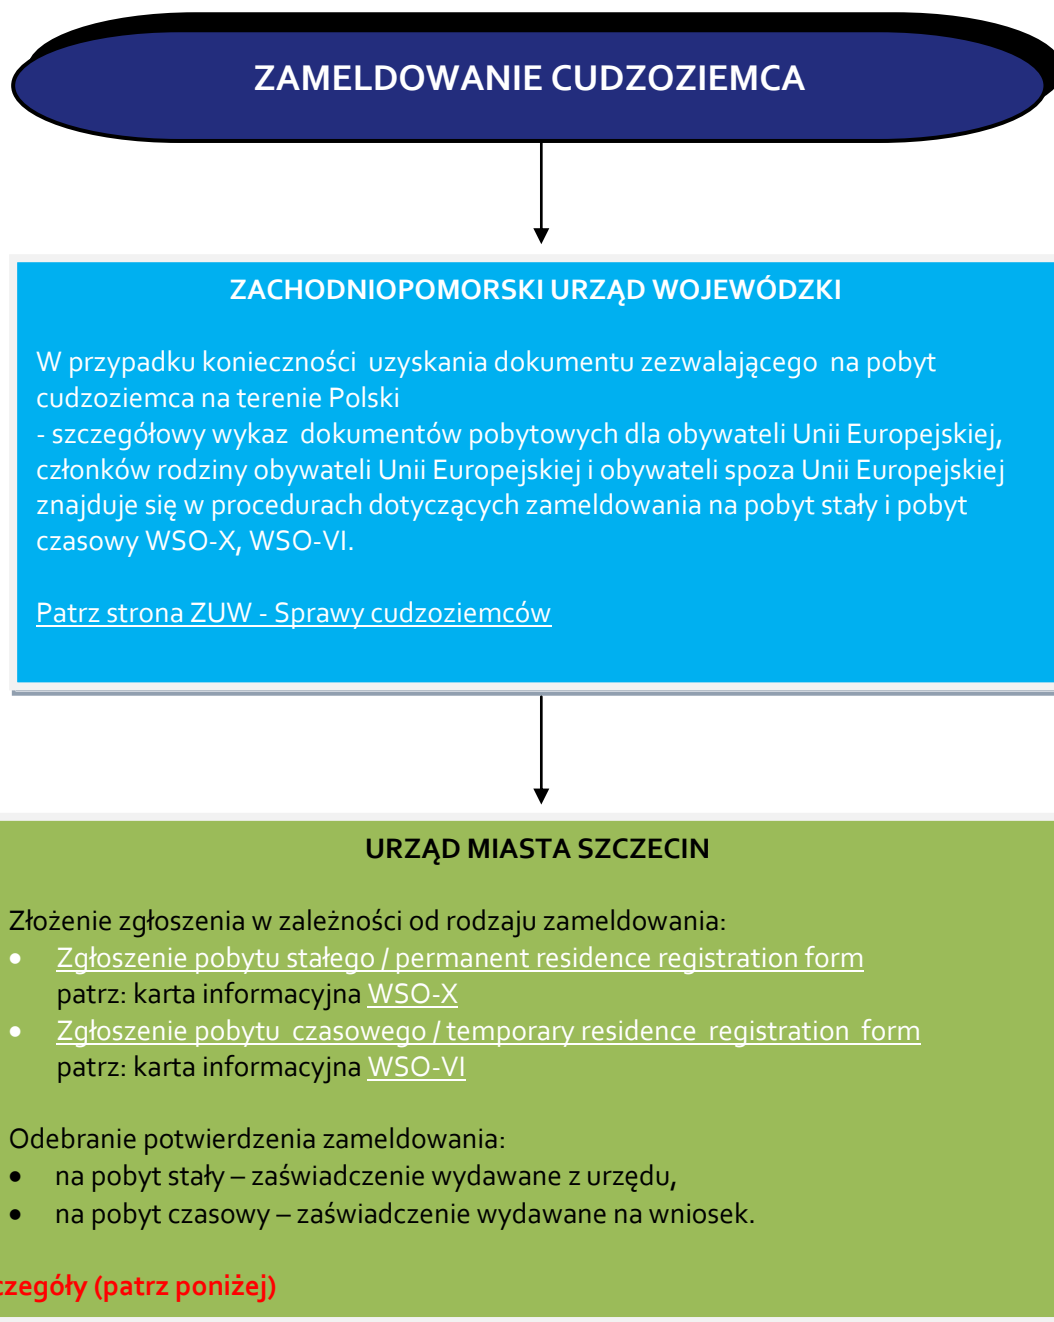 ZAMELDOWANIE CUDZOZIEMCA
ZACHODNIOPOMORSKI URZĄD WOJEWÓDZKI
W przypadku konieczności uzyskania dokumentu zezwalającego na pobyt
cudzoziemca na terenie Polski
- szczegółowy wykaz dokumentów pobytowych dla obywateli Unii Europejskiej,
członków rodziny obywateli Unii Europejskiej i obywateli spoza Unii Europejskiej
znajduje się w procedurach dotyczących zameldowania na pobyt stały i pobyt
czasowy WSO-X, WSO-VI.
Patrz strona ZUW - Sprawy cudzoziemców
URZĄD MIASTA SZCZECIN
Złożenie zgłoszenia w zależności od rodzaju zameldowania:
• Zgłoszenie pobytu stałego / permanent residence registration form
patrz: karta informacyjna WSO-X
• Zgłoszenie pobytu czasowego / temporary residence registration form
patrz: karta informacyjna WSO-VI
Odebranie potwierdzenia zameldowania:
• na pobyt stały – zaświadczenie wydawane z urzędu,
• na pobyt czasowy – zaświadczenie wydawane na wniosek.
czegóły (patrz poniżej)